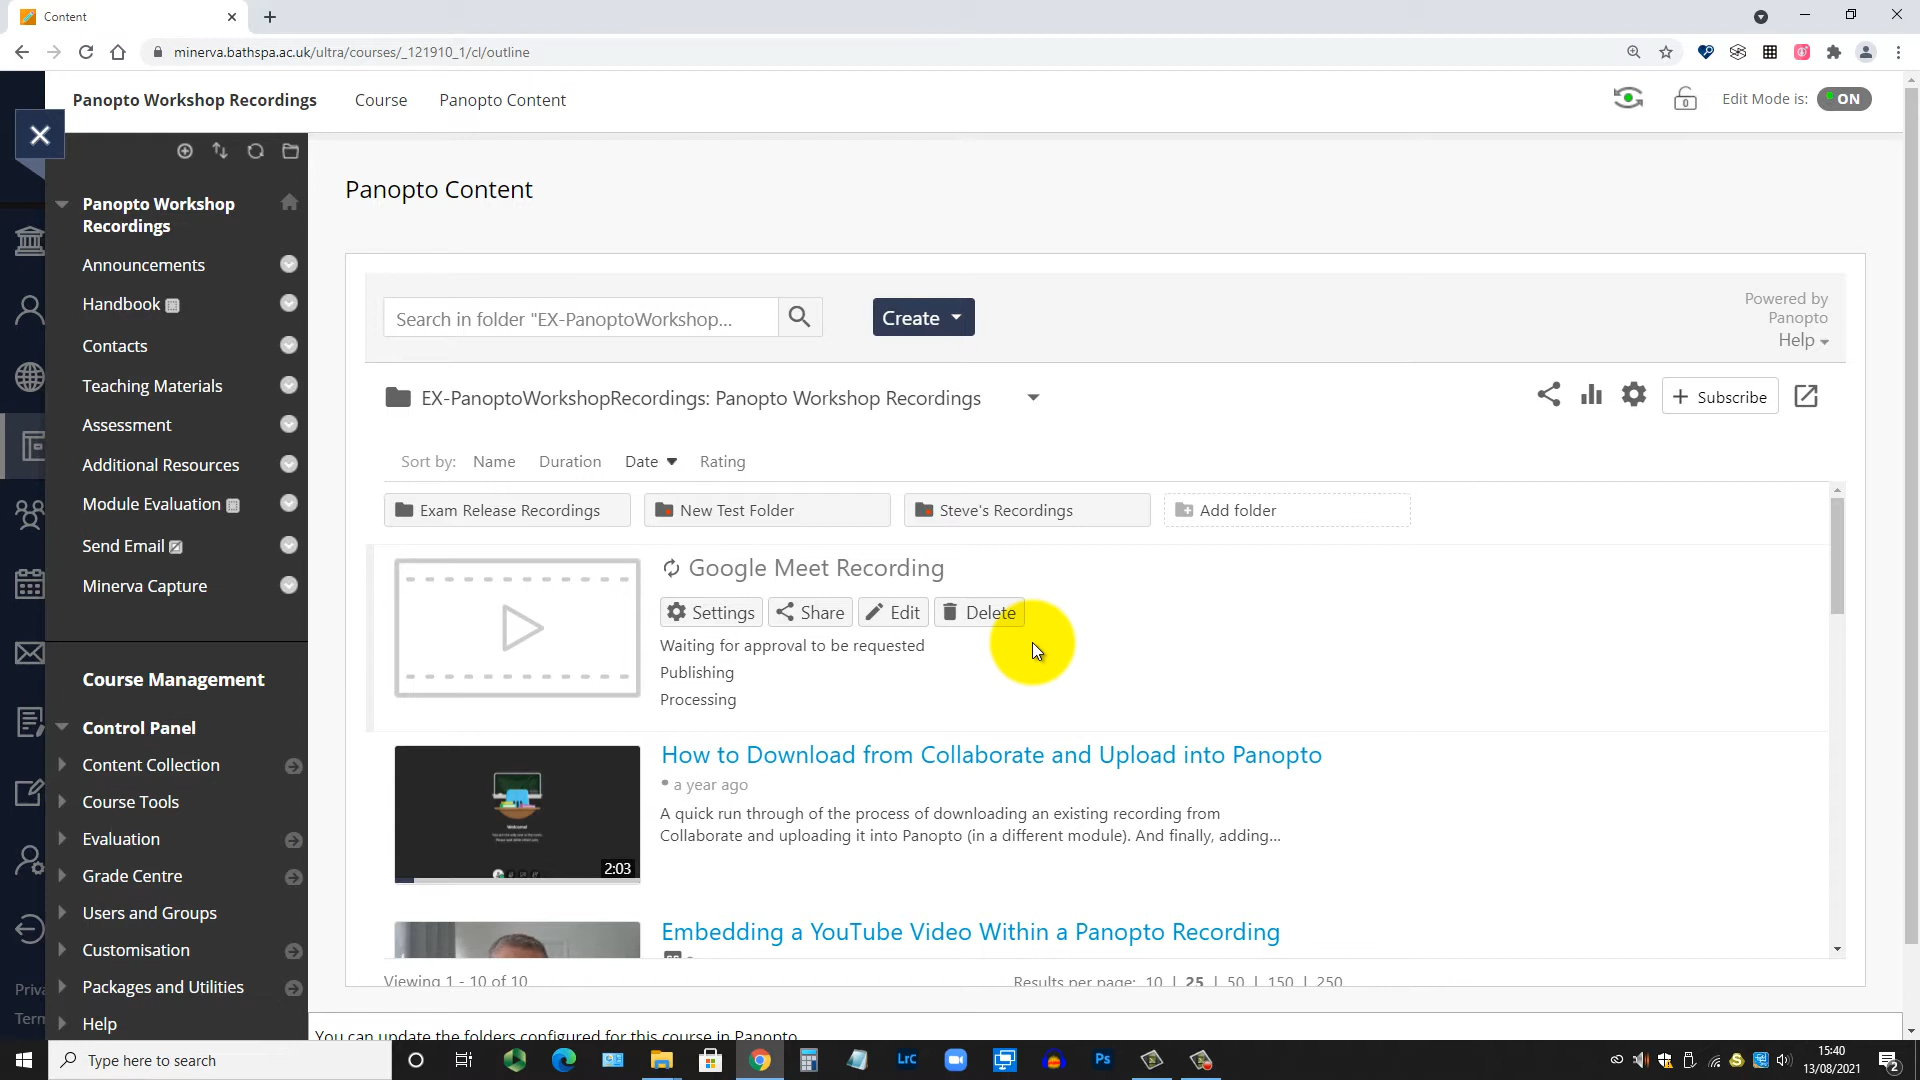 Content
minerva.bathspa.ac.uk/ultra/courses/_121910_1/cl/outline
Panopto Workshop Recordings
Course
Panopto Content
Edit Mode is:
ON
Panopto Workshop
Recordings
Announcements
Handbook
Contacts
Teaching Materials
Assessment
Additional Resources
Module Evaluation
Send Email
Minerva Capture
Course Management
Control Panel
Content Collection
Course Tools
Evaluation
Grade Centre
Users and Groups
Customisation
Packages and Utilities
Help
Priva
Term
Panopto Content
Search in folder "EX-PanoptoWorkshop...
Create
Powered by
Panopto
Help
EX-PanoptoWorkshopRecordings: Panopto Workshop Recordings
Subscribe
Sort by: Name Duration Date Rating
Exam Release Recordings
New Test Folder
Steve's Recordings
Add folder
Google Meet Recording
Settings
Share
Edit
Delete
Waiting for approval to be requested
Publishing
Processing
How to Download from Collaborate and Upload into Panopto
a year ago
A quick run through of the process of downloading an existing recording from
Collaborate and uploading it into Panopto (in a different module). And finally, adding...
2:03
Embedding a YouTube Video Within a Panopto Recording
Viewing 1 - 10 of 10
Results per page: 10 | 25 | 50 | 150 | 250
You can update the folders configured for this course in Panopto
Type here to search
LrC
Ps
15:40
13/08/2021
2